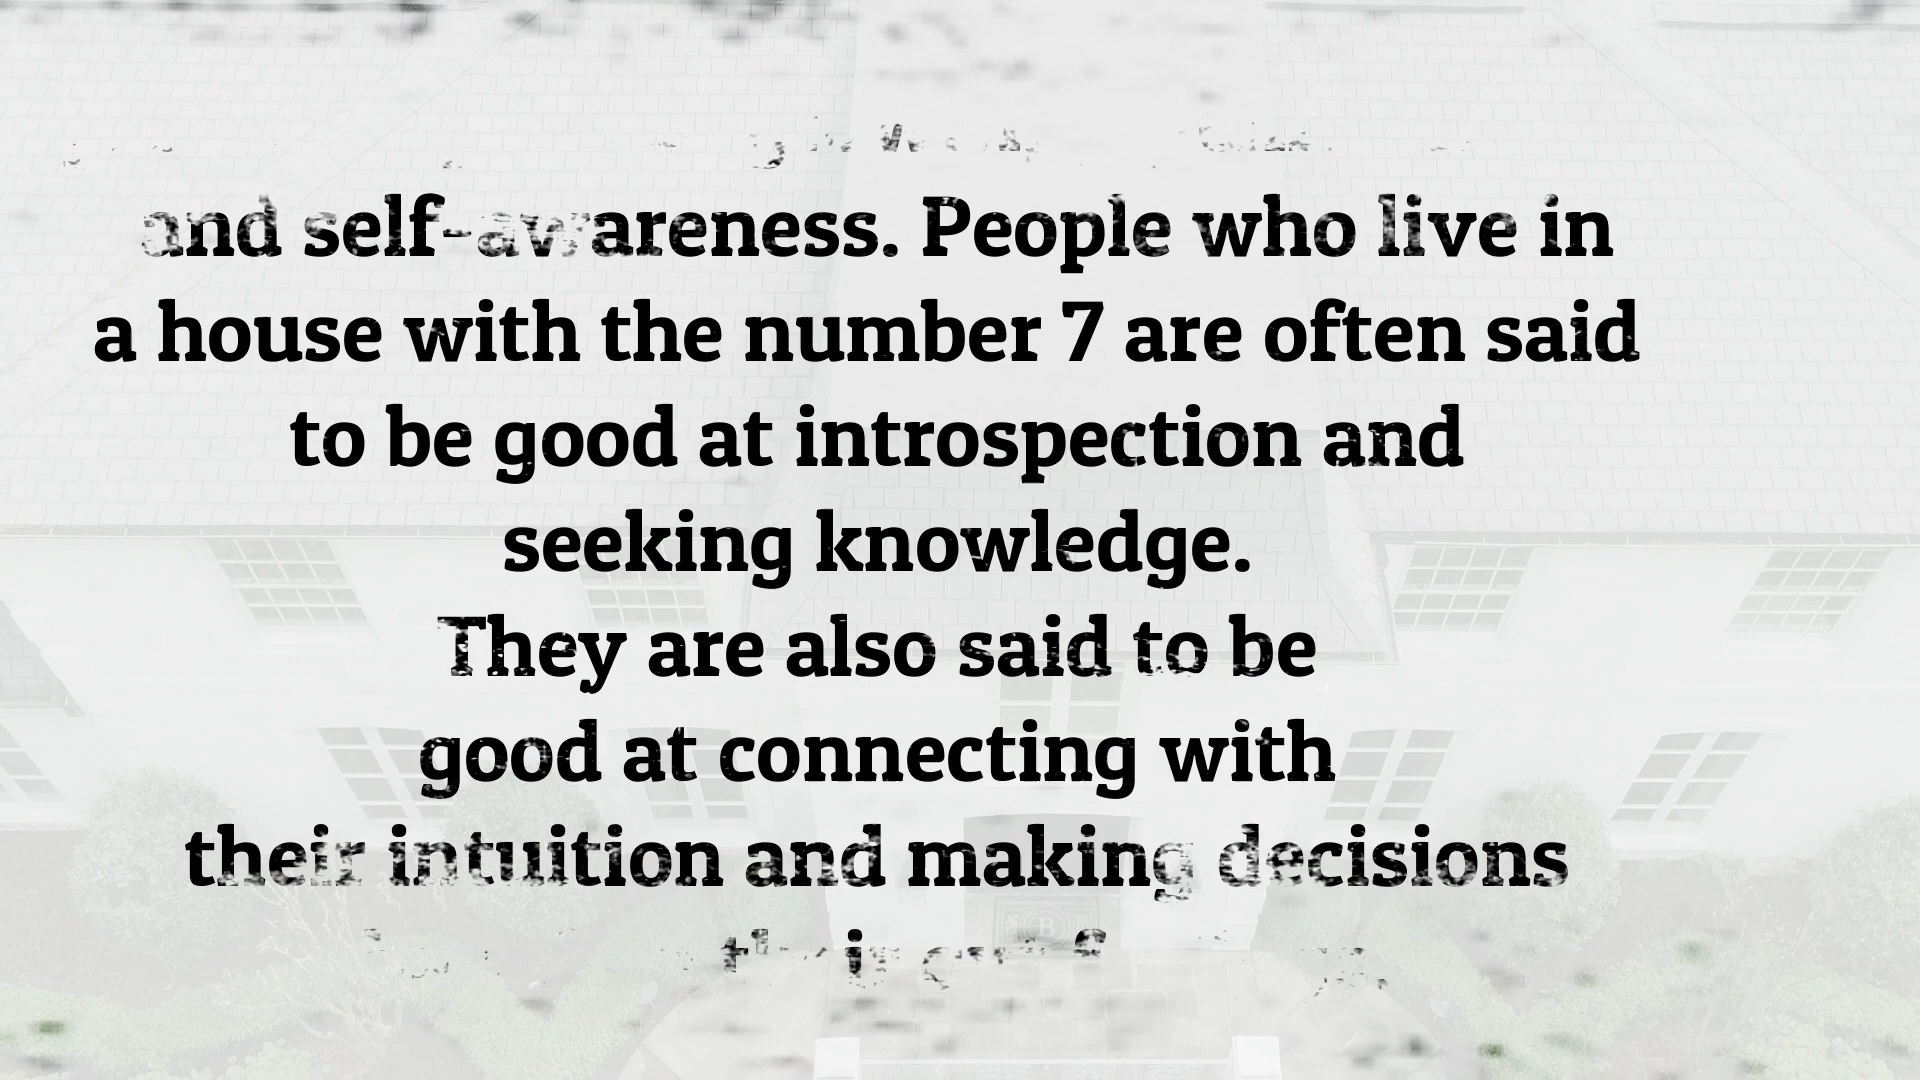 and self-awareness. People who live in
a house with the number 7 are often said
to be good at introspection and
seeking knowledge.
They are also said to be
good at connecting with
their intuition and making decisions
B